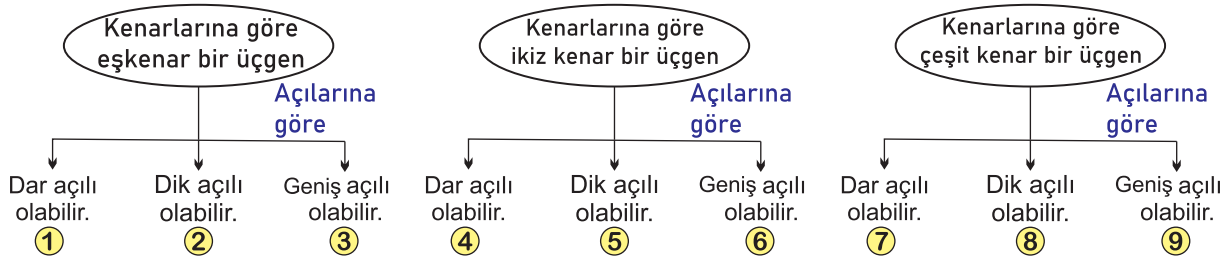 Kenarlarına göre
eşkenar bir üçgen
Açılarına
göre
Dar açılı
olabilir.
1
Dik açılı
olabilir.
2
Geniş açılı
olabilir.
3
Kenarlarına göre
ikiz kenar bir üçgen
Açılarına
göre
Dar açılı
olabilir.
4
Dik açılı
olabilir.
5
Geniş açılı
olabilir.
6
Kenarlarına göre
çeşit kenar bir üçgen
Açılarına
göre
Dar açılı
olabilir.
7
Dik açılı
olabilir.
8
Geniş açılı
olabilir.
9